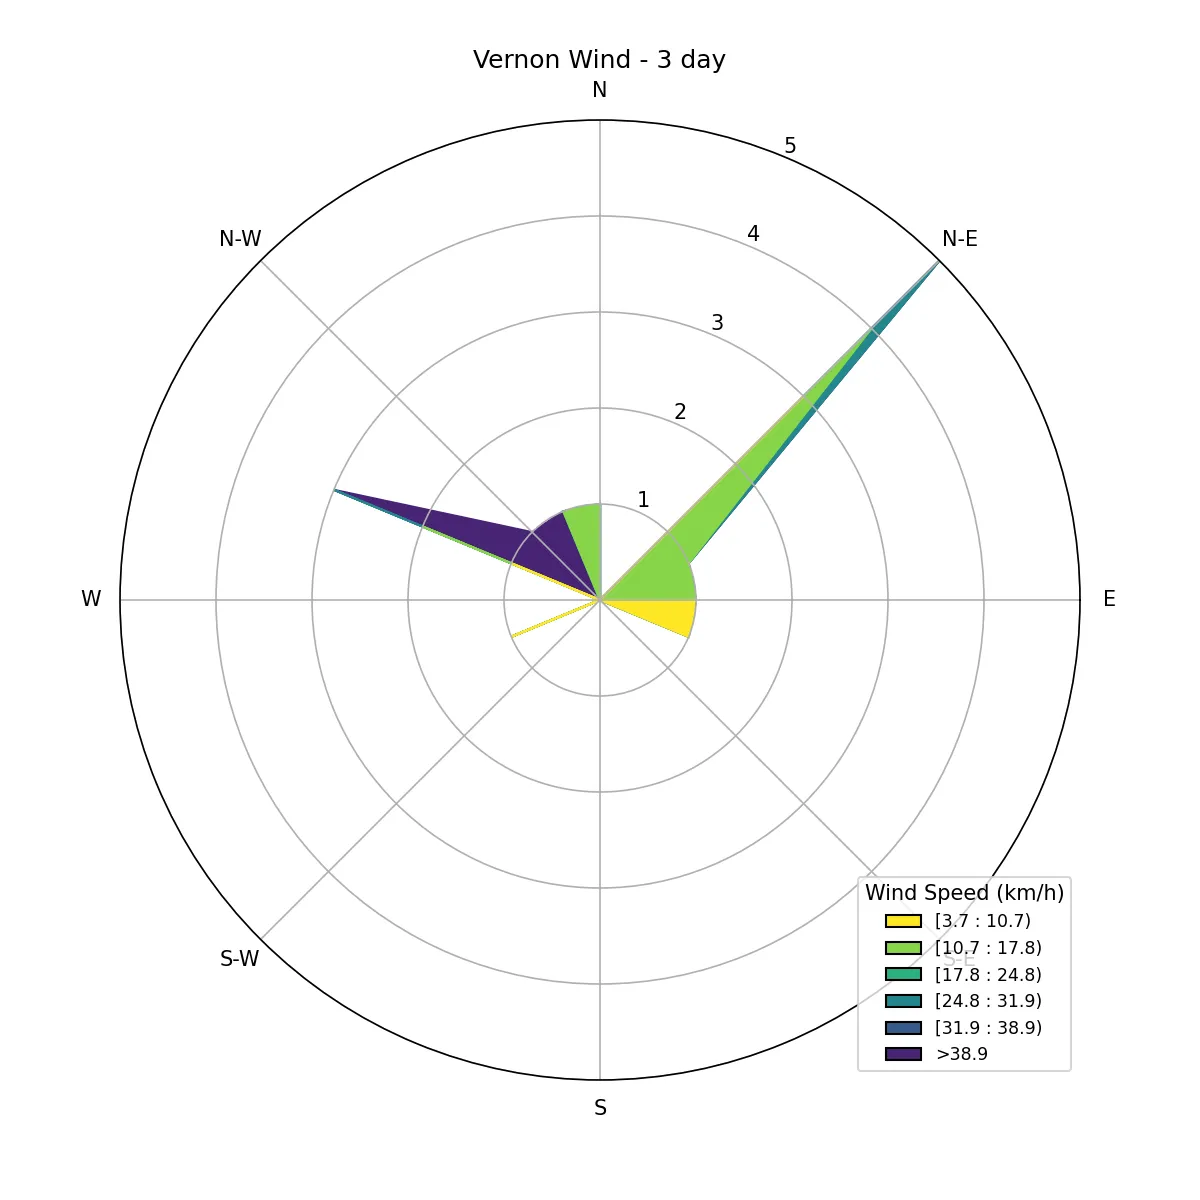 Vernon Wind - 3 day
N
5
N-W
4
N-E
3
2
1
W
E
Wind Speed (km/h)
[3.7 : 10.7)
[10.7 : 17.8)
S-W
S-E
[17.8 : 24.8)
[24.8 : 31.9)
[31.9 : 38.9)
>38.9
S